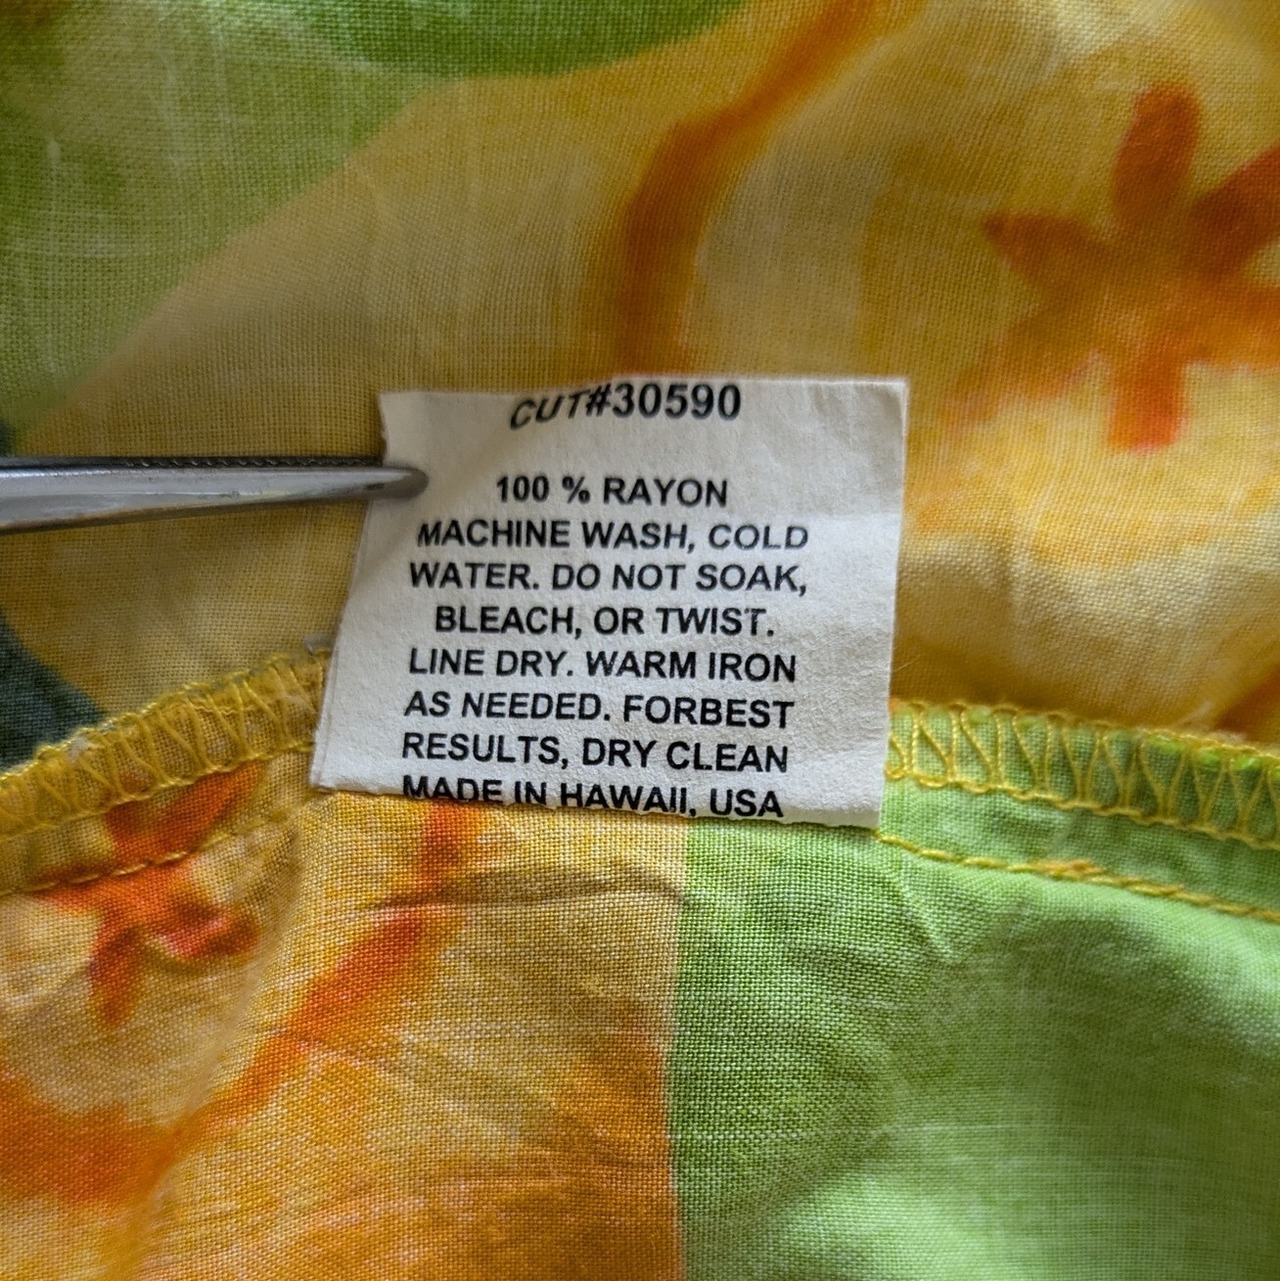 CUT#30590
100 % RAYON
MACHINE WASH, COLD
WATER. DO NOT SOAK,
BLEACH, OR TWIST.
LINE DRY. WARM IRON
AS NEEDED. FORBEST
RESULTS, DRY CLEAN
MADE IN HAWAII, USA